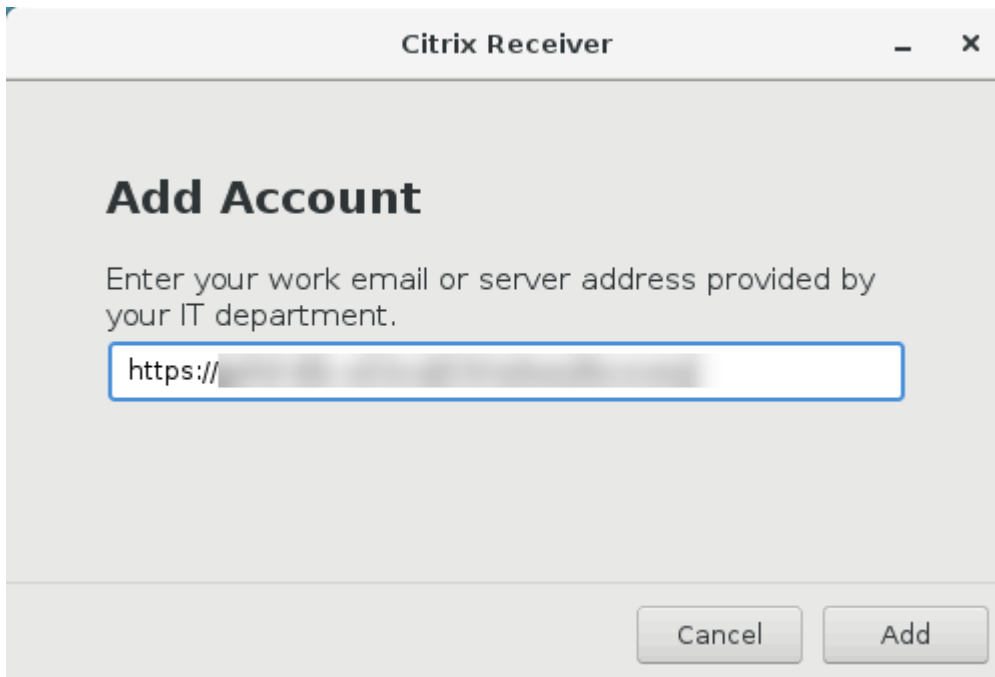 Citrix Receiver
Add Account
Enter your work email or server address provided by
your IT department.
https://
Cancel
Add